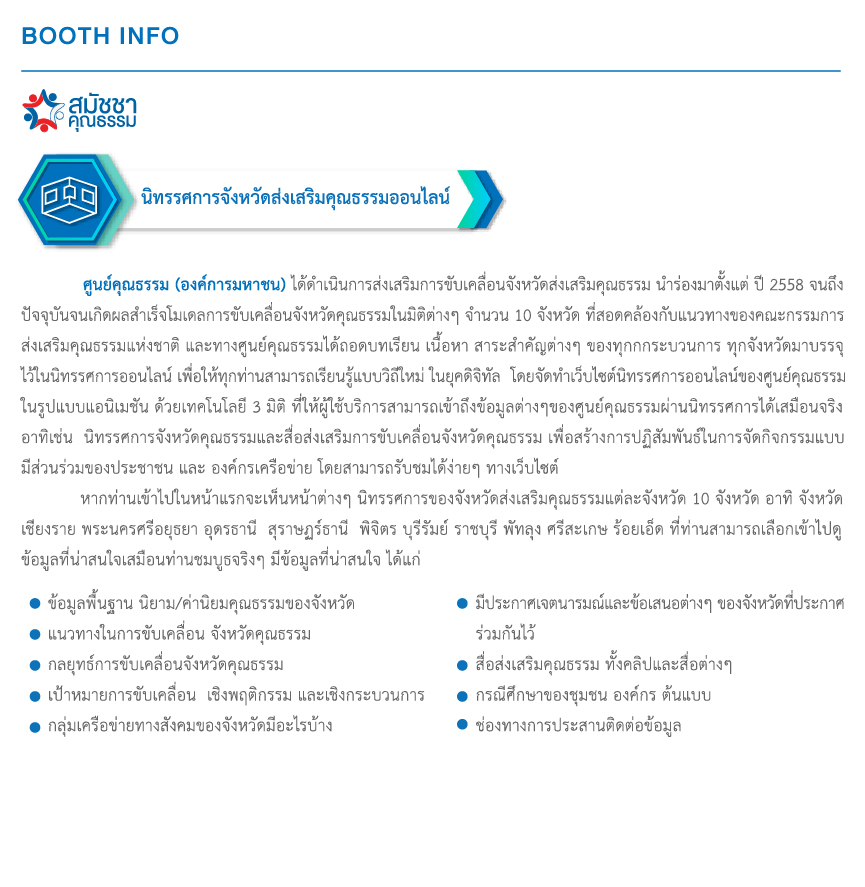 BOOTH INFO
สมัชชา
คุณธรรม
นิทรรศการจังหวัดส่งเสริมคุณธรรมออนไลน์
ศูนย์คุณธรรม (องค์การมหาชน) ได้ดำเนินการส่งเสริมการขับเคลื่อนจังหวัดส่งเสริมคุณธรรม นำร่องมาตั้งแต่ ปี 2558 จนถึง
ปัจจุบันจนเกิดผลสำเร็จโมเดลการขับเคลื่อนจังหวัดคุณธรรมในมิติต่างๆ จำนวน 10 จังหวัด ที่สอดคล้องกับแนวทางของคณะกรรมการ
ส่งเสริมคุณธรรมแห่งชาติ และทางศูนย์คุณธรรมได้ถอดบทเรียน เนื้อหา สาระสำคัญต่างๆ ของทุกกกระบวนการ ทุกจังหวัดมาบรรจุ
ไว้ในนิทรรศการออนไลน์ เพื่อให้ทุกท่านสามารถเรียนรู้แบบวิถีใหม่ ในยุคดิจิทัล โดยจัดทำเว็บไซต์นิทรรศการออนไลน์ของศูนย์คุณธรรม
ในรูปแบบแอนิเมชัน ด้วยเทคโนโลยี 3 มิติ ที่ให้ผู้ใช้บริการสามารถเข้าถึงข้อมูลต่างๆของศูนย์คุณธรรมผ่านนิทรรศการได้เสมือนจริง
อาทิเช่น นิทรรศการจังหวัดคุณธรรมและสื่อส่งเสริมการขับเคลื่อนจังหวัดคุณธรรม เพื่อสร้างการปฏิสัมพันธ์ในการจัดกิจกรรมแบบ
มีส่วนร่วมของประชาชน และ องค์กรเครือข่าย โดยสามารถรับชมได้ง่ายๆ ทางเว็บไซต์
หากท่านเข้าไปในหน้าแรกจะเห็นหน้าต่างๆ นิทรรศการของจังหวัดส่งเสริมคุณธรรมแต่ละจังหวัด 10 จังหวัด อาทิ จังหวัด
เชียงราย พระนครศรีอยุธยา อุดรธานี สุราษฎร์ธานี พิจิตร บุรีรัมย์ ราชบุรี พัทลุง ศรีสะเกษ ร้อยเอ็ด ที่ท่านสามารถเลือกเข้าไปดู
ข้อมูลที่น่าสนใจเสมือนท่านชมบูธจริงๆ มีข้อมูลที่น่าสนใจ ได้แก่
ข้อมูลพื้นฐาน นิยาม/ค่านิยมคุณธรรมของจังหวัด
แนวทางในการขับเคลื่อน จังหวัดคุณธรรม
กลยุทธ์การขับเคลื่อนจังหวัดคุณธรรม
เป้าหมายการขับเคลื่อน เชิงพฤติกรรม และเชิงกระบวนการ
กลุ่มเครือข่ายทางสังคมของจังหวัดมีอะไรบ้าง
มีประกาศเจตนารมณ์และข้อเสนอต่างๆ ของจังหวัดที่ประกาศ
ร่วมกันไว้
สื่อส่งเสริมคุณธรรม ทั้งคลิปและสื่อต่างๆ
กรณีศึกษาของชุมชน องค์กร ต้นแบบ
ช่องทางการประสานติดต่อข้อมูล